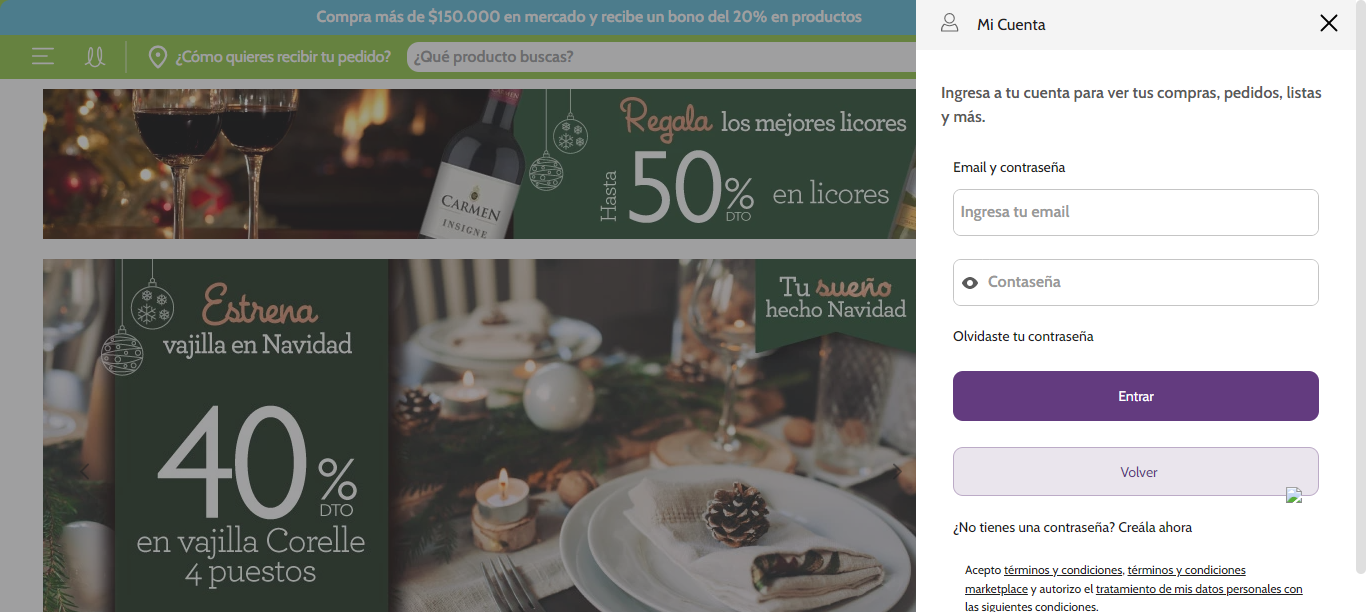 Compra más de $150.000 en mercado y recibe un bono del 20% en productos
¿Cómo quieres recibir tu pedido?
¿Qué producto buscas?
Regala los mejores licores
Hasta 50% DTO en licores
CARMEN
INSIGNE
Estrena
vajilla en Navidad
40% DTO
en vajilla Corelle
4 puestos
Tu sueño
hecho Navidad
Mi Cuenta
Ingresa a tu cuenta para ver tus compras, pedidos, listas
y más.
Email y contraseña
Ingresa tu email
Contaseña
Olvidaste tu contraseña
Entrar
Volver
¿No tienes una contraseña? Creála ahora
Acepto términos y condiciones, términos y condiciones
marketplace y autorizo el tratamiento de mis datos personales con
las siguientes condiciones.